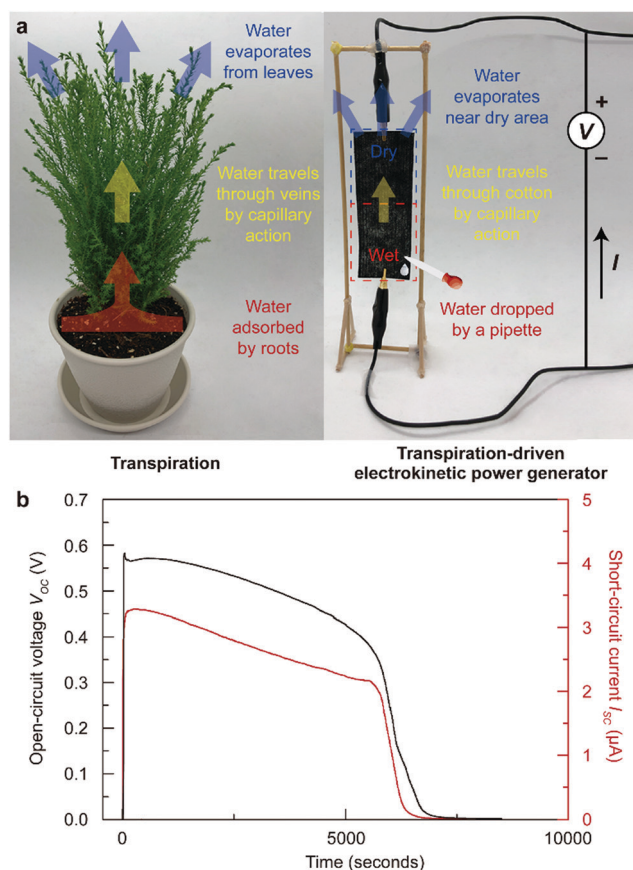 a
Water
evaporates
from leaves
Water travels
through veins
by capillary
action
Water
adsorbed
by roots
Water
evaporates
near dry area
Dry
Water travels
through cotton
by capillary
action
Wet
Water dropped
by a pipette
+
V
−
I
Transpiration
Transpiration-driven
electrokinetic power generator
b
Open-circuit voltage VOC (V)
0.7
0.6
0.5
0.4
0.3
0.2
0.1
0.0
Short-circuit current ISC (μA)
5
4
3
2
1
0
0
5000
10000
Time (seconds)